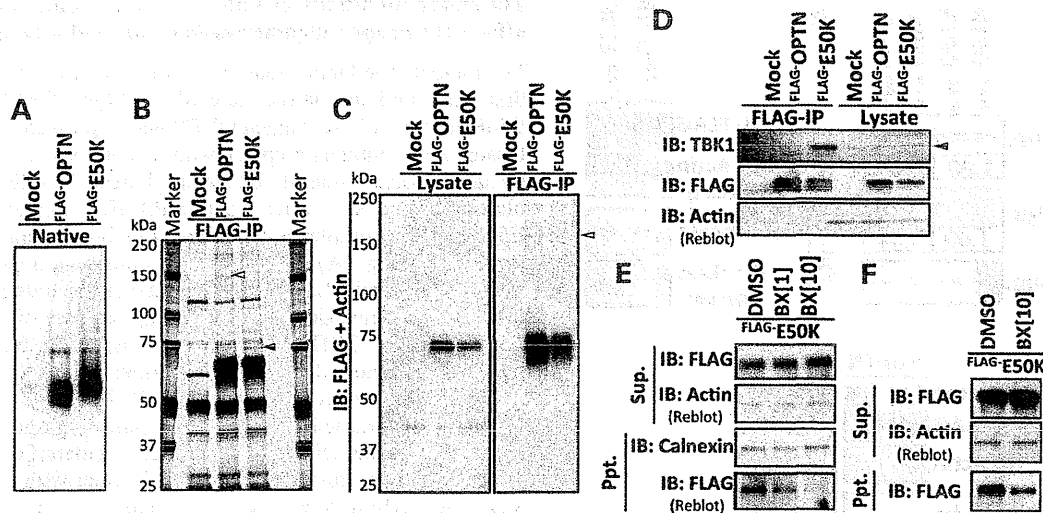 A
Mock
FLAG-OPTN
FLAG-E50K
Native
B
Marker
Mock
FLAG-OPTN
FLAG-E50K
Marker
kDa
FLAG-IP
250
150
100
75
50
37
25
C
Mock
FLAG-OPTN
FLAG-E50K
Mock
FLAG-OPTN
FLAG-E50K
kDa
Lysate
FLAG-IP
250
150
100
75
50
37
25
IB: FLAG + Actin
D
Mock
FLAG-OPTN
FLAG-E50K
Mock
FLAG-OPTN
FLAG-E50K
FLAG-IP
Lysate
IB: TBK1
IB: FLAG
IB: Actin
(Reblot)
E
DMSO
BX[1]
BX[10]
FLAG-E50K
Sup.
IB: FLAG
IB: Actin
(Reblot)
Ppt.
IB: Calnexin
IB: FLAG
(Reblot)
F
DMSO
BX[10]
FLAG-E50K
Sup.
IB: FLAG
IB: Actin
(Reblot)
Ppt.
IB: FLAG